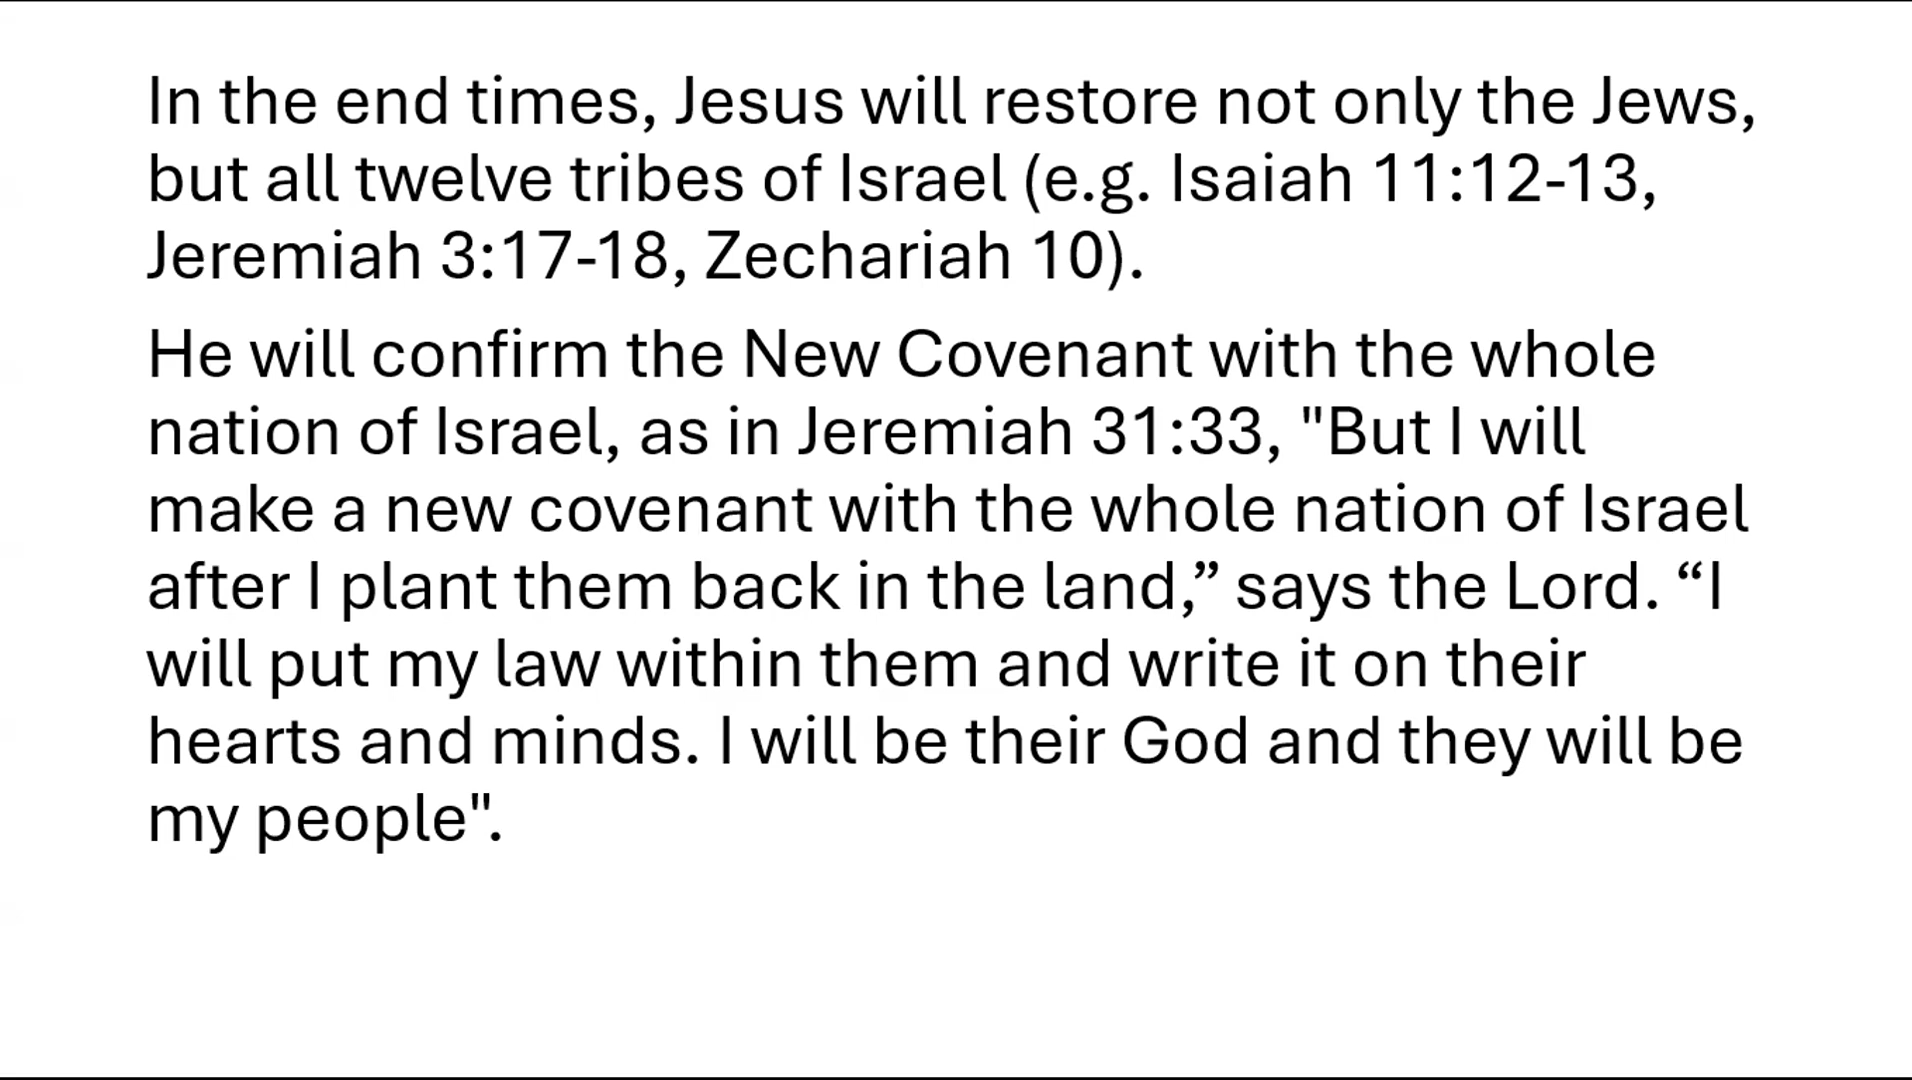 In the end times, Jesus will restore not only the Jews,
but all twelve tribes of Israel (e.g. Isaiah 11:12-13,
Jeremiah 3:17-18, Zechariah 10).
He will confirm the New Covenant with the whole
nation of Israel, as in Jeremiah 31:33, "But I will
make a new covenant with the whole nation of Israel
after I plant them back in the land,” says the Lord. “I
will put my law within them and write it on their
hearts and minds. I will be their God and they will be
my people".